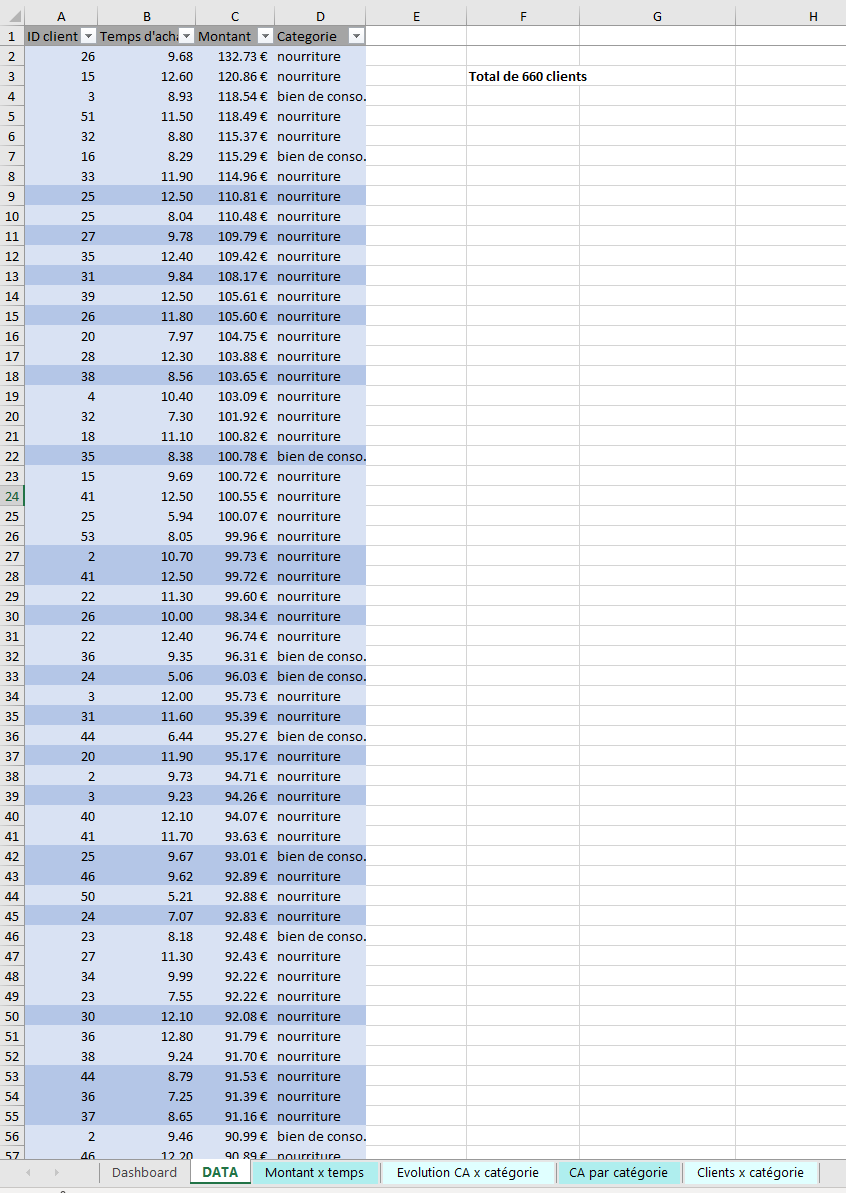 A B C D E F G H
1 ID client Temps d'acha Montant Categorie
2 26 9.68 132.73 € nourriture
3 15 12.60 120.86 € nourriture Total de 660 clients
4 3 8.93 118.54 € bien de conso.
5 51 11.50 118.49 € nourriture
6 32 8.80 115.37 € nourriture
7 16 8.29 115.29 € bien de conso.
8 33 11.90 114.96 € nourriture
9 25 12.50 110.81 € nourriture
10 25 8.04 110.48 € nourriture
11 27 9.78 109.79 € nourriture
12 35 12.40 109.42 € nourriture
13 31 9.84 108.17 € nourriture
14 39 12.50 105.61 € nourriture
15 26 11.80 105.60 € nourriture
16 20 7.97 104.75 € nourriture
17 28 12.30 103.88 € nourriture
18 38 8.56 103.65 € nourriture
19 4 10.40 103.09 € nourriture
20 32 7.30 101.92 € nourriture
21 18 11.10 100.82 € nourriture
22 35 8.38 100.78 € bien de conso.
23 15 9.69 100.72 € nourriture
24 41 12.50 100.55 € nourriture
25 25 5.94 100.07 € nourriture
26 53 8.05 99.96 € nourriture
27 2 10.70 99.73 € nourriture
28 41 12.50 99.72 € nourriture
29 22 11.30 99.60 € nourriture
30 26 10.00 98.34 € nourriture
31 22 12.40 96.74 € nourriture
32 36 9.35 96.31 € bien de conso.
33 24 5.06 96.03 € bien de conso.
34 3 12.00 95.73 € nourriture
35 31 11.60 95.39 € nourriture
36 44 6.44 95.27 € bien de conso.
37 20 11.90 95.17 € nourriture
38 2 9.73 94.71 € nourriture
39 3 9.23 94.26 € nourriture
40 40 12.10 94.07 € nourriture
41 41 11.70 93.63 € nourriture
42 25 9.67 93.01 € bien de conso.
43 46 9.62 92.89 € nourriture
44 50 5.21 92.88 € nourriture
45 24 7.07 92.83 € nourriture
46 23 8.18 92.48 € bien de conso.
47 27 11.30 92.43 € nourriture
48 34 9.99 92.22 € nourriture
49 23 7.55 92.22 € nourriture
50 30 12.10 92.08 € nourriture
51 36 12.80 91.79 € nourriture
52 38 9.24 91.70 € nourriture
53 44 8.79 91.53 € nourriture
54 36 7.25 91.39 € nourriture
55 37 8.65 91.16 € nourriture
56 2 9.46 90.99 € bien de conso.
57 46 12.20 90.89 € nourriture
Dashboard DATA Montant x temps Evolution CA x catégorie CA par catégorie Clients x catégorie